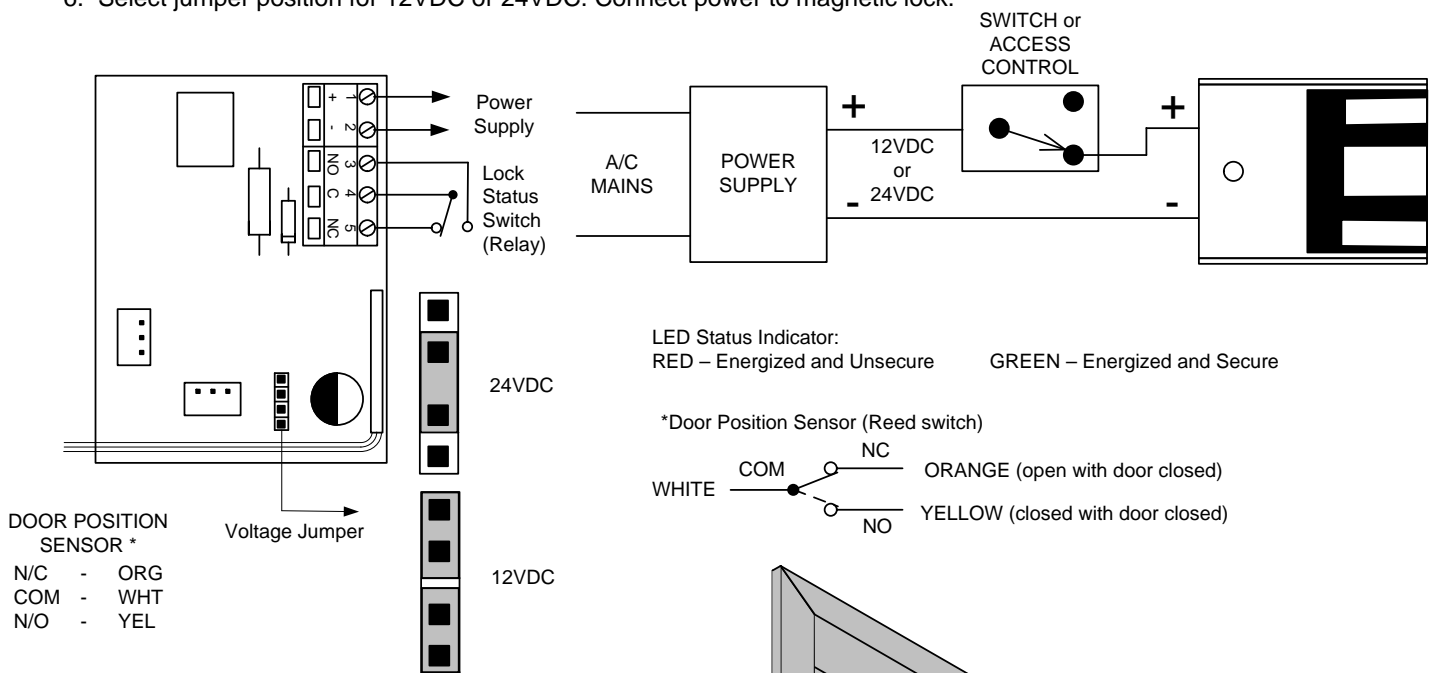 6. Select jumper position for 12VDC or 24VDC. Connect power to magnetic lock.
SWITCH or
ACCESS
CONTROL
+ 1
- 2
NO 3
C 4
NC 5
Power
Supply
Lock
Status
Switch
(Relay)
A/C
MAINS
POWER
SUPPLY
+
12VDC
or
24VDC
-
+
-
24VDC
LED Status Indicator:
RED – Energized and Unsecure GREEN – Energized and Secure
*Door Position Sensor (Reed switch)
NC
COM
WHITE
ORANGE (open with door closed)
YELLOW (closed with door closed)
NO
Voltage Jumper
DOOR POSITION
SENSOR *
N/C - ORG
COM - WHT
N/O - YEL
12VDC